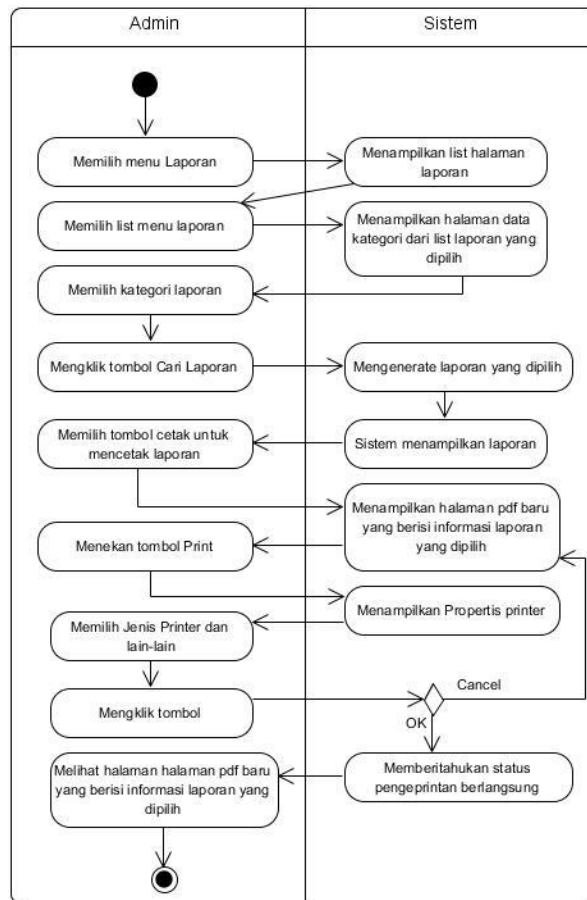 Admin
Sistem
Memilih menu Laporan
Menampilkan list halaman
laporan
Memilih list menu laporan
Menampilkan halaman data
kategori dari list laporan yang
dipilih
Memilih kategori laporan
Mengklik tombol Cari Laporan
Mengenerate laporan yang dipilih
Memilih tombol cetak untuk
mencetak laporan
Sistem menampilkan laporan
Menampilkan halaman pdf baru
yang berisi informasi laporan
yang dipilih
Menekan tombol Print
Menampilkan Propertis printer
Memilih Jenis Printer dan
lain-lain
Mengklik tombol
Cancel
OK
Memberitahukan status
pengeprintan berlangsung
Melihat halaman halaman pdf baru
yang berisi informasi laporan yang
dipilih